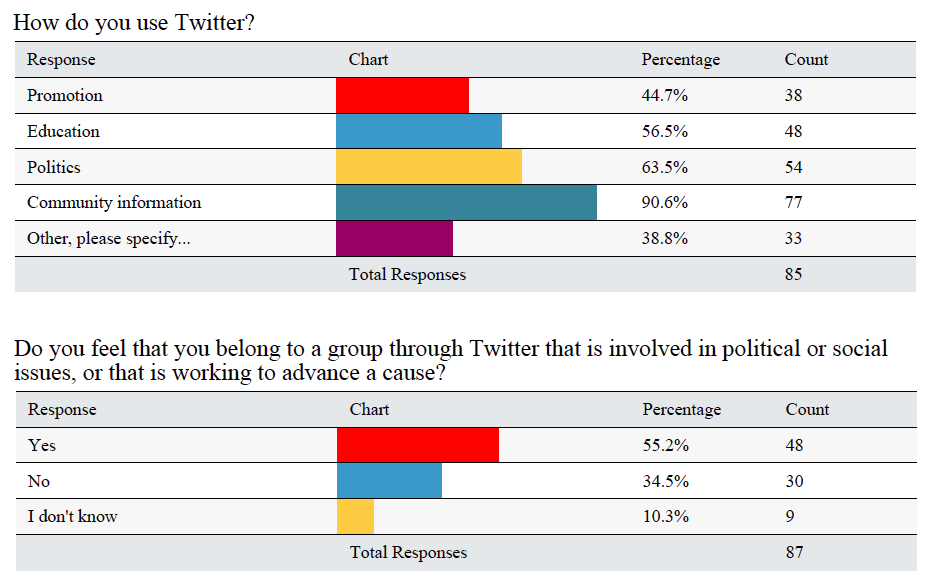 How do you use Twitter?
Response Chart Percentage Count
Promotion 44.7% 38
Education 56.5% 48
Politics 63.5% 54
Community information 90.6% 77
Other, please specify... 38.8% 33
Total Responses 85
Do you feel that you belong to a group through Twitter that is involved in political or social
issues, or that is working to advance a cause?
Response Chart Percentage Count
Yes 55.2% 48
No 34.5% 30
I don't know 10.3% 9
Total Responses 87